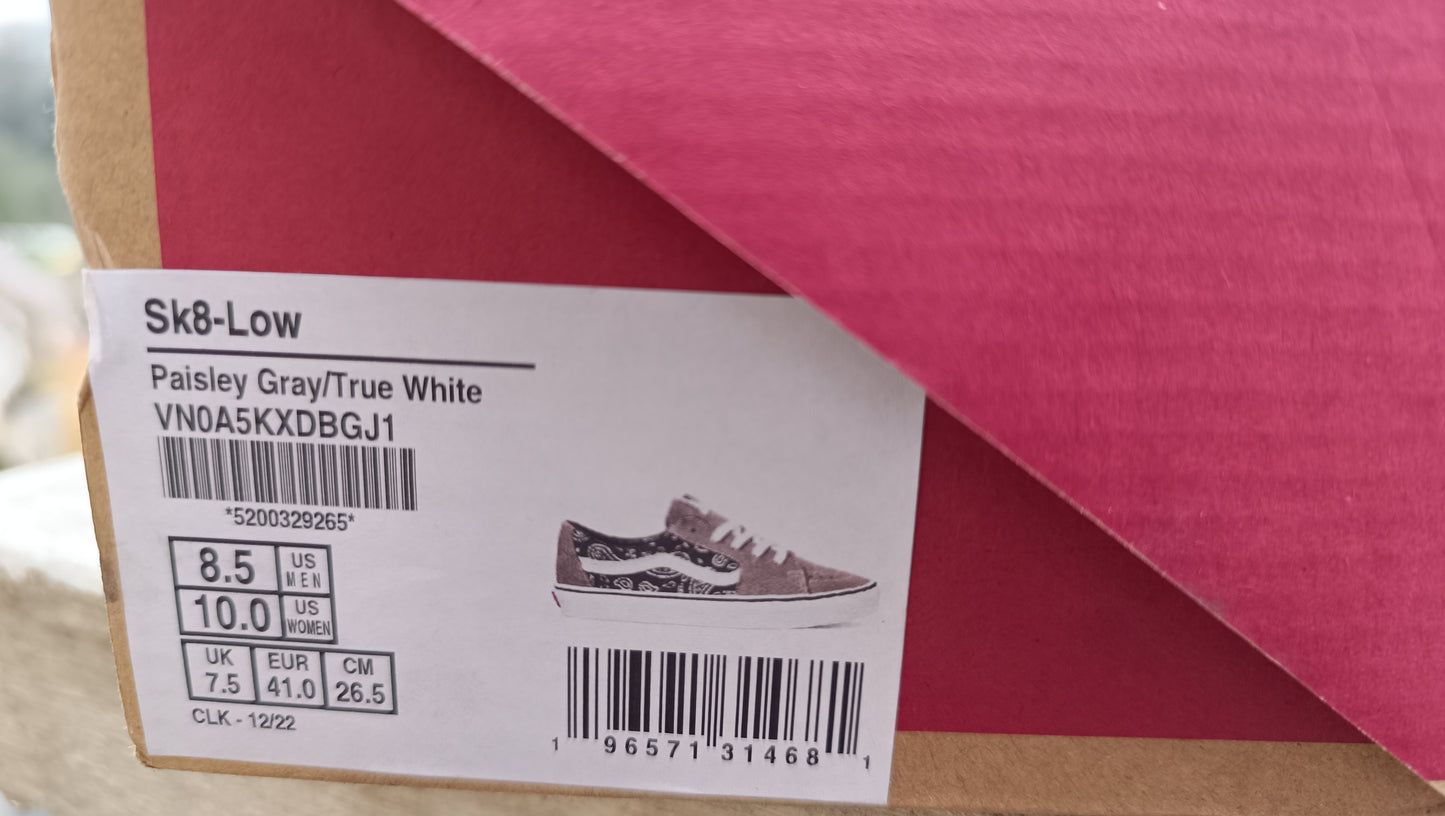 Sk8-Low
Paisley Gray/True White
VN0A5KXDBGJ1
*5200329265*
8.5 US MEN
10.0 US WOMEN
UK EUR CM
7.5 41.0 26.5
CLK - 12/22
1 96571 31468 1